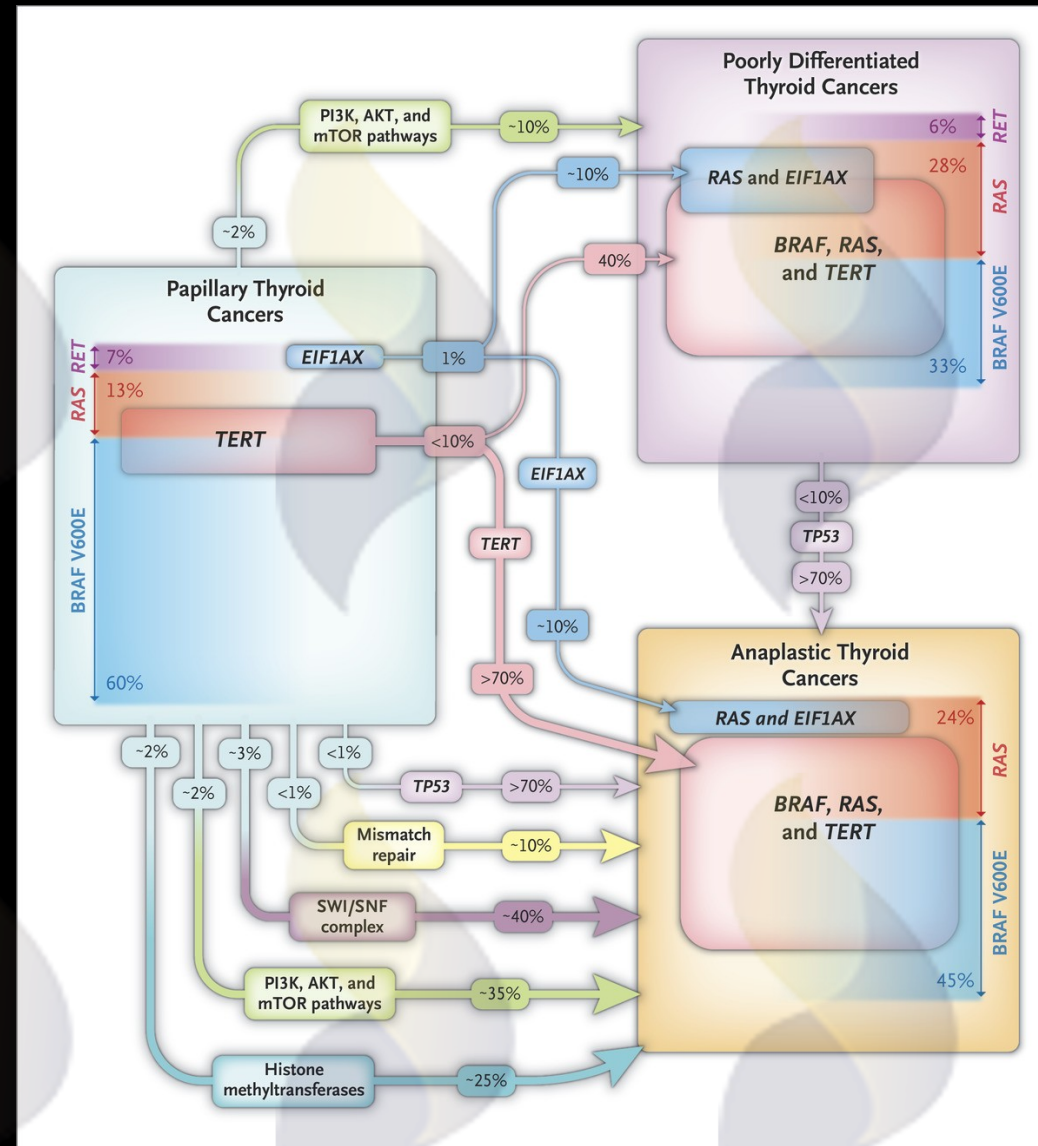 Poorly Differentiated
Thyroid Cancers
6%
RET
28%
RAS
33%
BRAF V600E
RAS and EIF1AX
BRAF, RAS,
and TERT
PI3K, AKT, and
mTOR pathways
~10%
~2%
~10%
40%
Papillary Thyroid
Cancers
RET
7%
RAS
13%
BRAF V600E
60%
EIF1AX
1%
TERT
<10%
EIF1AX
~10%
TERT
>70%
<10%
TP53
>70%
Anaplastic Thyroid
Cancers
RAS and EIF1AX
24%
RAS
BRAF, RAS,
and TERT
45%
BRAF V600E
~2%
~2%
~3%
<1%
<1%
TP53
>70%
Mismatch
repair
~10%
SWI/SNF
complex
~40%
PI3K, AKT, and
mTOR pathways
~35%
Histone
methyltransferases
~25%